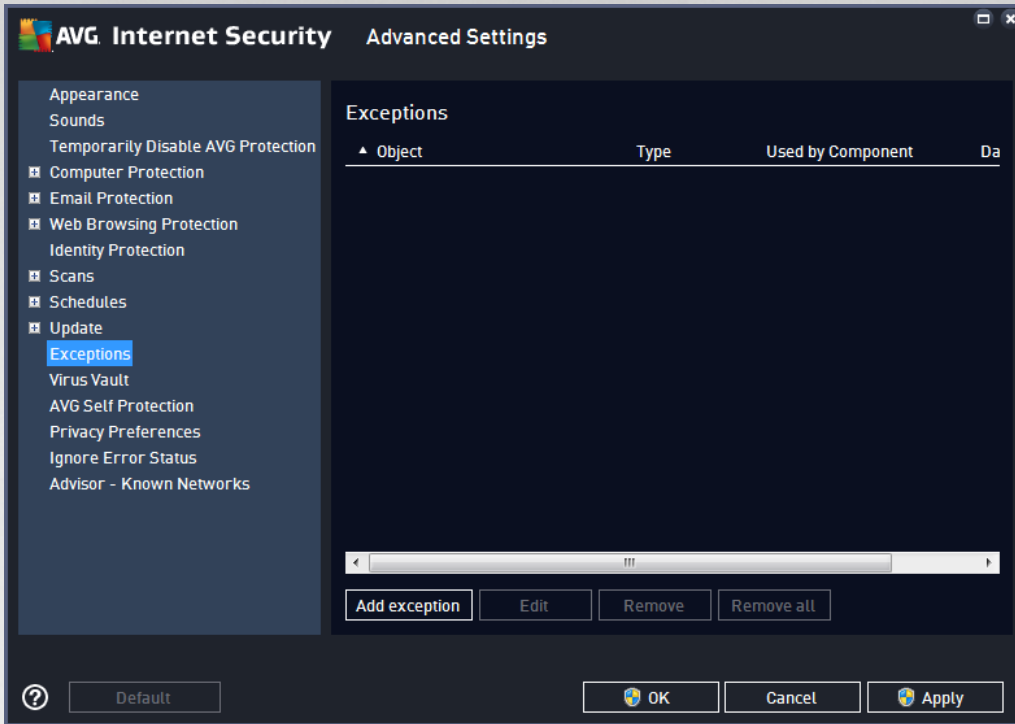 AVG. Internet Security Advanced Settings
Appearance
Sounds
Temporarily Disable AVG Protection
Computer Protection
Email Protection
Web Browsing Protection
Identity Protection
Scans
Schedules
Update
Exceptions
Virus Vault
AVG Self Protection
Privacy Preferences
Ignore Error Status
Advisor - Known Networks
Exceptions
Object Type Used by Component Da
Add exception Edit Remove Remove all
? Default OK Cancel Apply